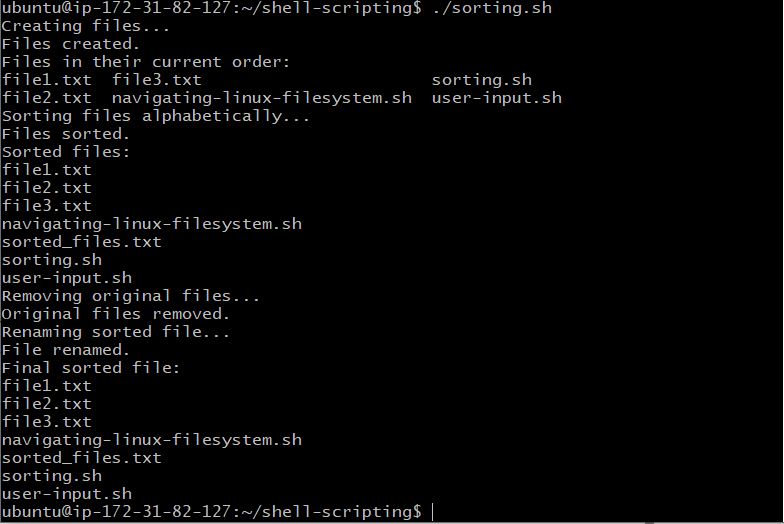 ubuntu@ip-172-31-82-127:~/shell-scripting$ ./sorting.sh
Creating files...
Files created.
Files in their current order:
file1.txt  file3.txt                       sorting.sh
file2.txt  navigating-linux-filesystem.sh  user-input.sh
Sorting files alphabetically...
Files sorted.
Sorted files:
file1.txt
file2.txt
file3.txt
navigating-linux-filesystem.sh
sorted_files.txt
sorting.sh
user-input.sh
Removing original files...
Original files removed.
Renaming sorted file...
File renamed.
Final sorted file:
file1.txt
file2.txt
file3.txt
navigating-linux-filesystem.sh
sorted_files.txt
sorting.sh
user-input.sh
ubuntu@ip-172-31-82-127:~/shell-scripting$